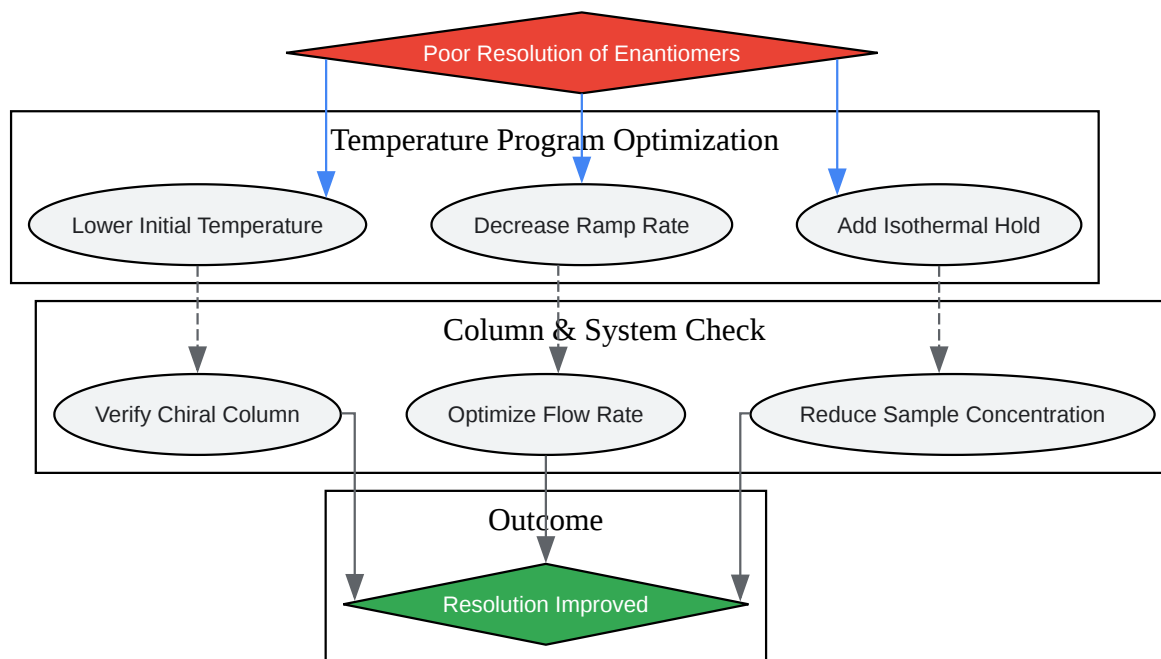 Poor Resolution of Enantiomers
Temperature Program Optimization
Lower Initial Temperature
Decrease Ramp Rate
Add Isothermal Hold
Column & System Check
Verify Chiral Column
Optimize Flow Rate
Reduce Sample Concentration
Outcome
Resolution Improved